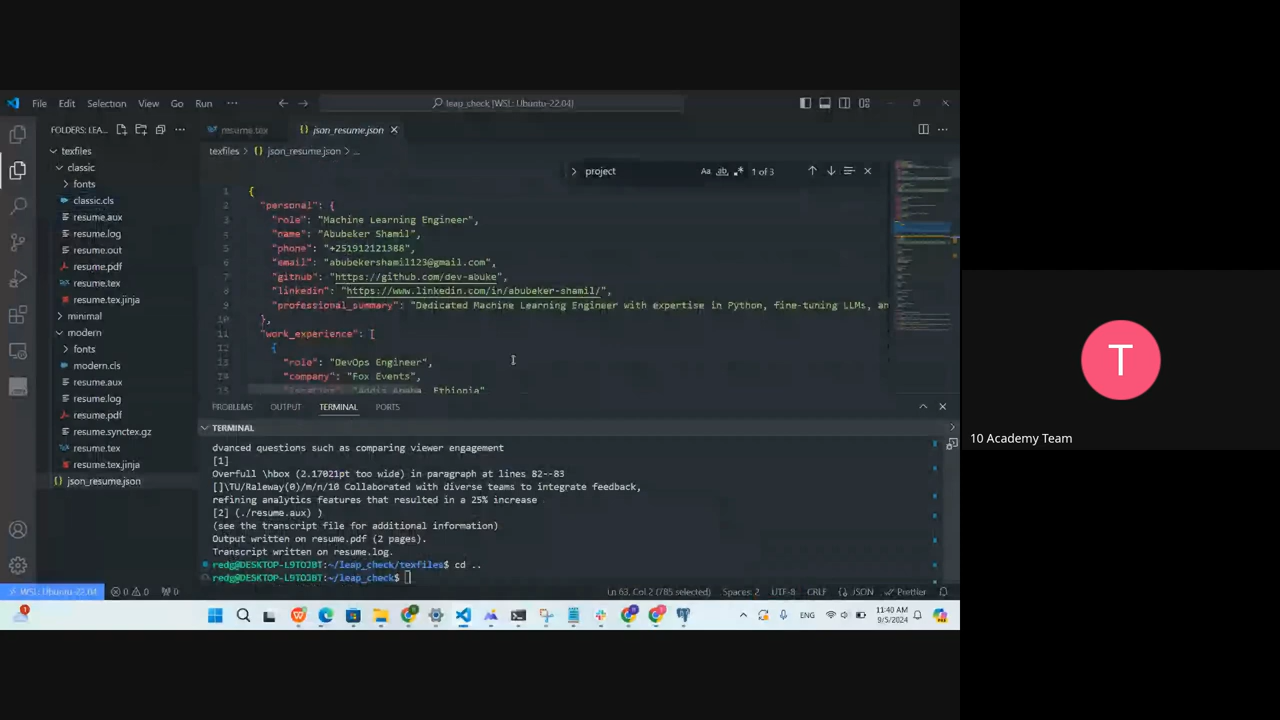 File Edit Selection View Go Run ···
leap_check [WSL: Ubuntu-22.04]
FOLDERS: LEA... ···
resume.tex
{} json_resume.json
texfiles > {} json_resume.json > ...
texfiles
classic
fonts
classic.cls
resume.aux
resume.log
resume.out
resume.pdf
resume.tex
resume.tex.jinja
minimal
modern
fonts
modern.cls
resume.aux
resume.log
resume.pdf
resume.synctex.gz
resume.tex
resume.tex.jinja
{} json_resume.json
project Aa ab 1 of 3
1 {
2 "personal": {
3 "role": "Machine Learning Engineer",
4 "name": "Abubeker Shamil",
5 "phone": "+251912121388",
6 "email": "abubekershamil123@gmail.com",
7 "github": "https://github.com/dev-abuke",
8 "linkedin": "https://www.linkedin.com/in/abubeker-shamil/",
9 "professional_summary": "Dedicated Machine Learning Engineer with expertise in Python, fine-tuning LLMs, an
10 },
11 "work_experience": [
12 {
13 "role": "DevOps Engineer",
14 "company": "Fox Events",
15 "location": "Addis Ababa, Ethiopia"
PROBLEMS OUTPUT TERMINAL PORTS
TERMINAL
dvanced questions such as comparing viewer engagement
[1]
Overfull \hbox (2.17021pt too wide) in paragraph at lines 82--83
[]\TU/Raleway(0)/m/n/10 Collaborated with diverse teams to integrate feedback,
refining analytics features that resulted in a 25% increase
[2] (./resume.aux) )
(see the transcript file for additional information)
Output written on resume.pdf (2 pages).
Transcript written on resume.log.
redg@DESKTOP-L9TOJBT:~/leap_check/texfiles$ cd ..
redg@DESKTOP-L9TOJBT:~/leap_check$
WSL: Ubuntu-22.04 0 0 0 Ln 63, Col 2 (785 selected) Spaces: 2 UTF-8 CRLF {} JSON Prettier
ENG 11:40 AM
9/5/2024
T
10 Academy Team